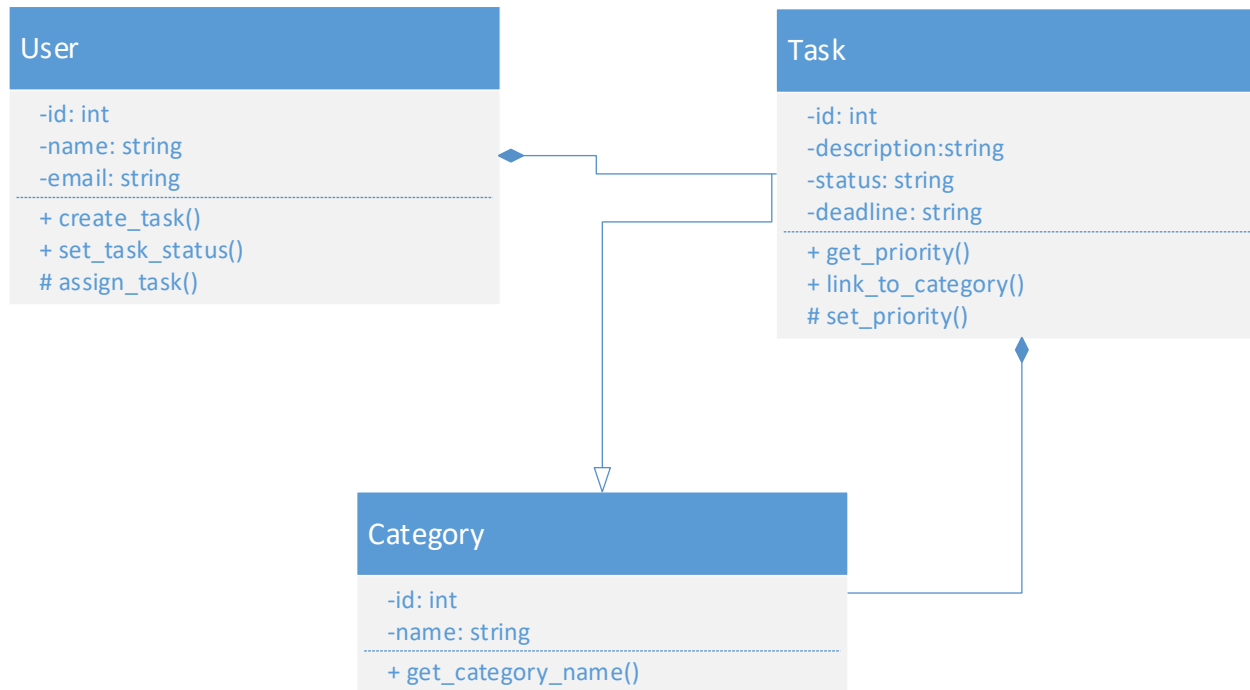 User
-id: int
-name: string
-email: string
+ create_task()
+ set_task_status()
# assign_task()
Task
-id: int
-description:string
-status: string
-deadline: string
+ get_priority()
+ link_to_category()
# set_priority()
Category
-id: int
-name: string
+ get_category_name()